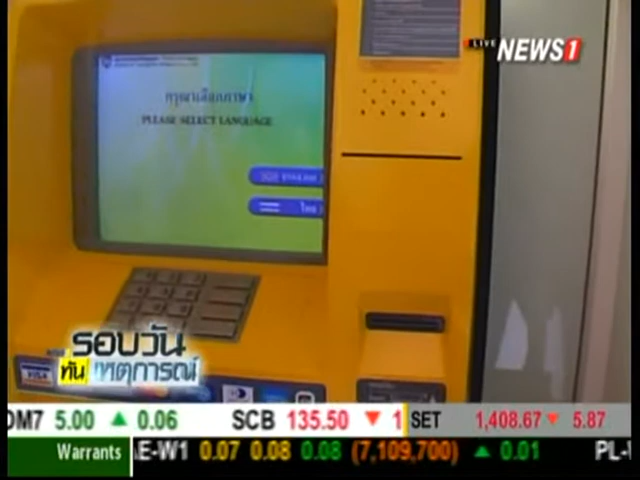 LIVE NEWS1
กรุณาเลือกภาษา
PLEASE SELECT LANGUAGE
ไทย
รอบวัน
ทัน เหตุการณ์
VISA
DM7 5.00 ▲ 0.06 SCB 135.50 ▼ 1 SET 1,408.67 ▼ 5.87
Warrants E-W1 0.07 0.08 0.08 (7,109,700) ▲ 0.01 PL-